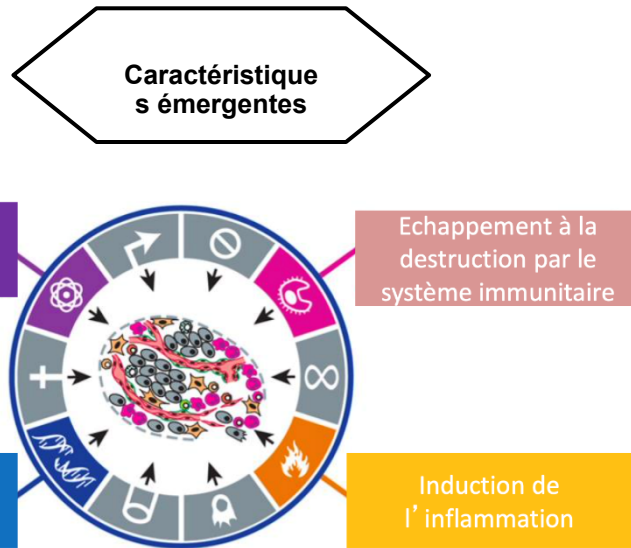 Caractéristique
s émergentes
Echappement à la
destruction par le
système immunitaire
Induction de
l’inflammation